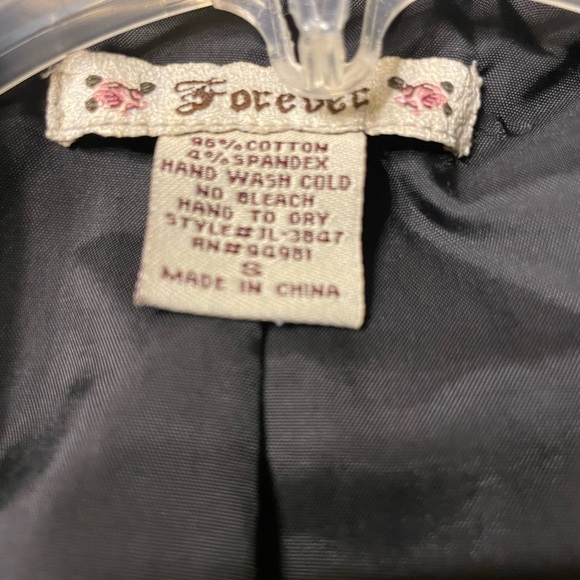 Forever
96% COTTON
4% SPANDEX
HAND WASH COLD
NO BLEACH
HAND TO DRY
STYLE# JL-3847
RN# 99981
S
MADE IN CHINA